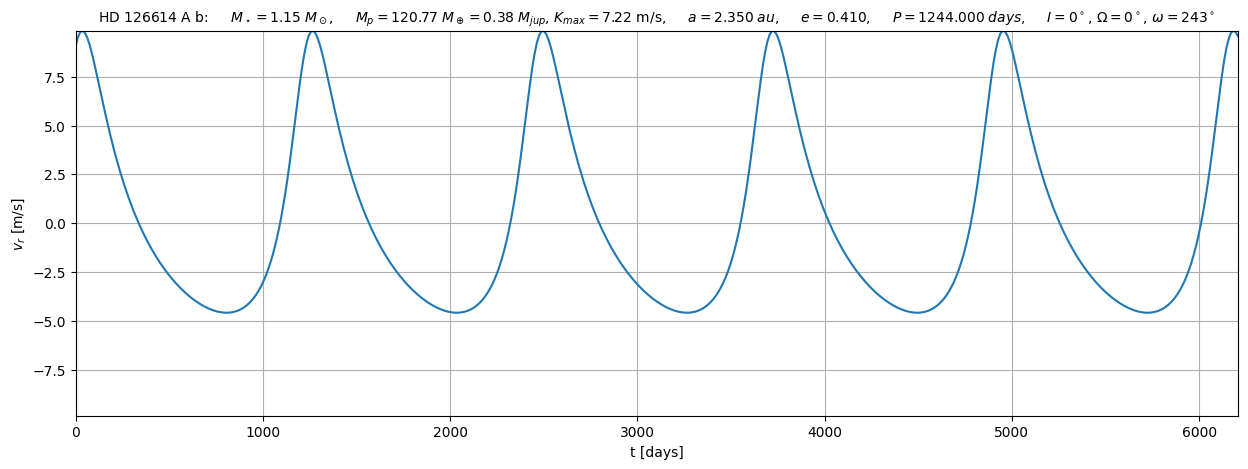 HD 126614 A b: M⋆ = 1.15 M⊙, Mp = 120.77 M⊕ = 0.38 Mjup, Kmax = 7.22 m/s, a = 2.350 au, e = 0.410, P = 1244.000 days, I = 0°, Ω = 0°, ω = 243°
7.5
5.0
2.5
0.0
−2.5
−5.0
−7.5
vr [m/s]
0 1000 2000 3000 4000 5000 6000
t [days]